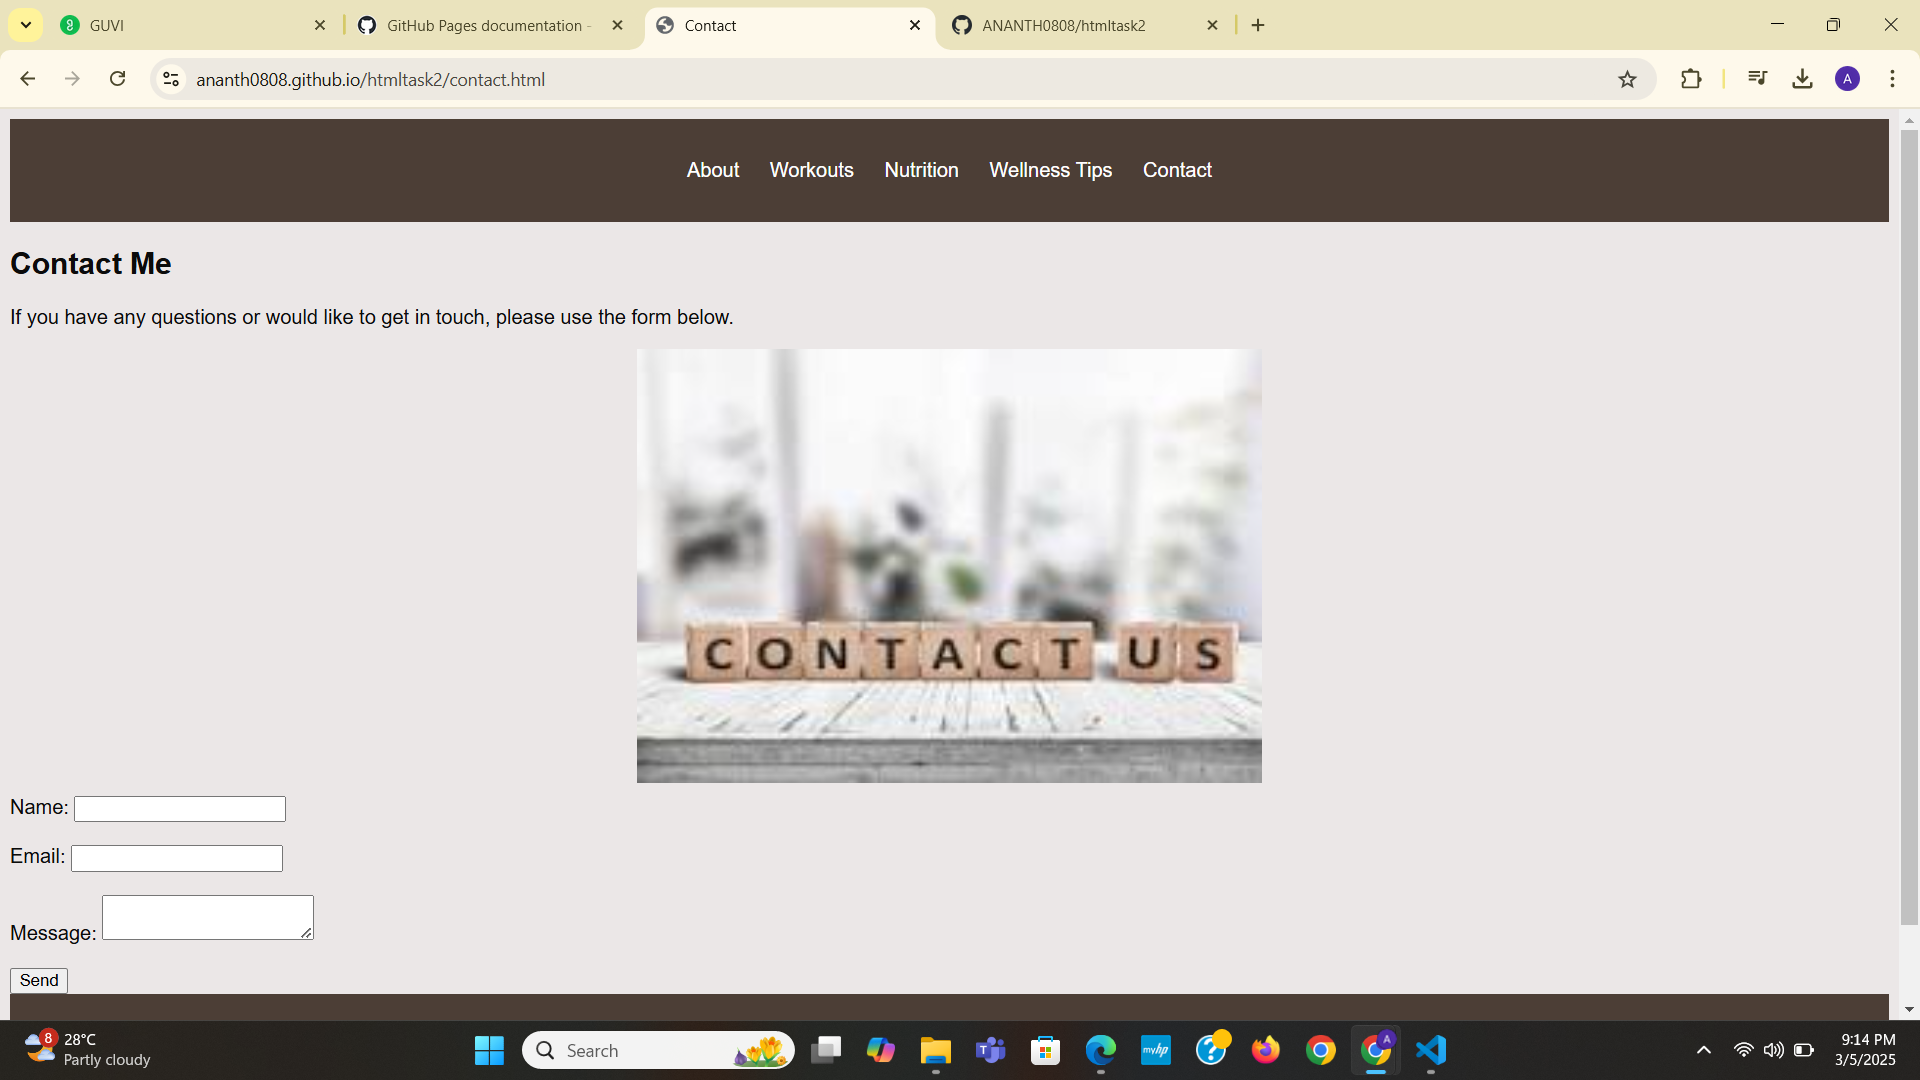 GUVI
GitHub Pages documentation -
Contact
ANANTH0808/htmltask2
ananth0808.github.io/htmltask2/contact.html
A
About Workouts Nutrition Wellness Tips Contact
Contact Me
If you have any questions or would like to get in touch, please use the form below.
CONTACT US
Name:
Email:
Message:
Send
8
28°C
Partly cloudy
Search
myhp
A
9:14 PM
3/5/2025